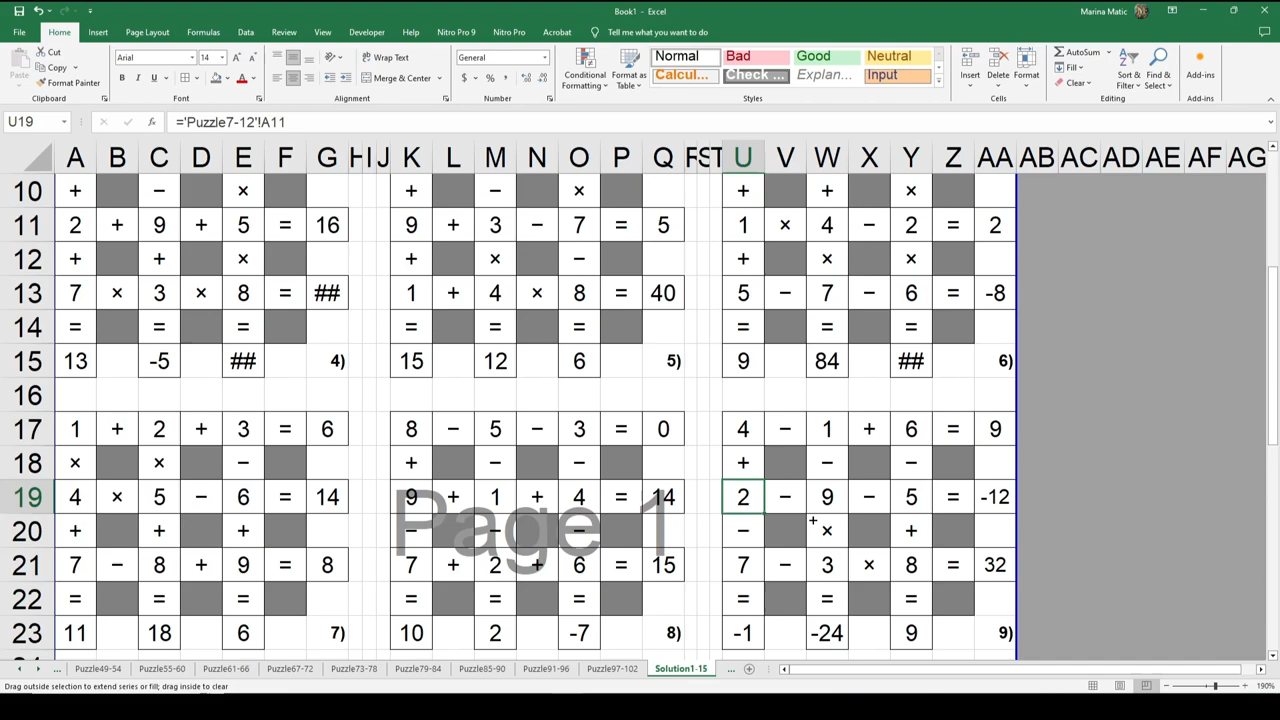 Book1 - Excel
Marina Matic
File Home Insert Page Layout Formulas Data Review View Developer Help Nitro Pro 9 Nitro Pro Acrobat Tell me what you want to do
Cut
Copy
Format Painter
Paste
Clipboard
Arial 14
B I U
Font
Wrap Text
Merge & Center
Alignment
General
$ % ,
Number
Conditional Formatting
Format as Table
Normal Bad Good Neutral
Calcul... Check ... Explan... Input
Styles
Insert Delete Format
Cells
AutoSum
Fill
Clear
Sort & Filter
Find & Select
Editing
Add-ins
Add-ins
U19 fx ='Puzzle7-12'!A11
A B C D E F G H I J K L M N O P Q R S T U V W X Y Z AA AB AC AD AE AF AG
10 + − × + − × + + ×
11 2 + 9 + 5 = 16 9 + 3 − 7 = 5 1 × 4 − 2 = 2
12 + + × + × − + × ×
13 7 × 3 × 8 = ## 1 + 4 × 8 = 40 5 − 7 − 6 = -8
14 = = = = = = = = =
15 13 -5 ## 4) 15 12 6 5) 9 84 ## 6)
16
17 1 + 2 + 3 = 6 8 − 5 − 3 = 0 4 − 1 + 6 = 9
18 × × − + − − + − −
19 4 × 5 − 6 = 14 9 + 1 + 4 = 14 2 − 9 − 5 = -12
Page 1
20 + + + − − − − × +
21 7 − 8 + 9 = 8 7 + 2 + 6 = 15 7 − 3 × 8 = 32
22 = = = = = = = = =
23 11 18 6 7) 10 2 -7 8) -1 -24 9 9)
... Puzzle49-54 Puzzle55-60 Puzzle61-66 Puzzle67-72 Puzzle73-78 Puzzle79-84 Puzzle85-90 Puzzle91-96 Puzzle97-102 Solution1-15 ...
Drag outside selection to extend series or fill; drag inside to clear
190%